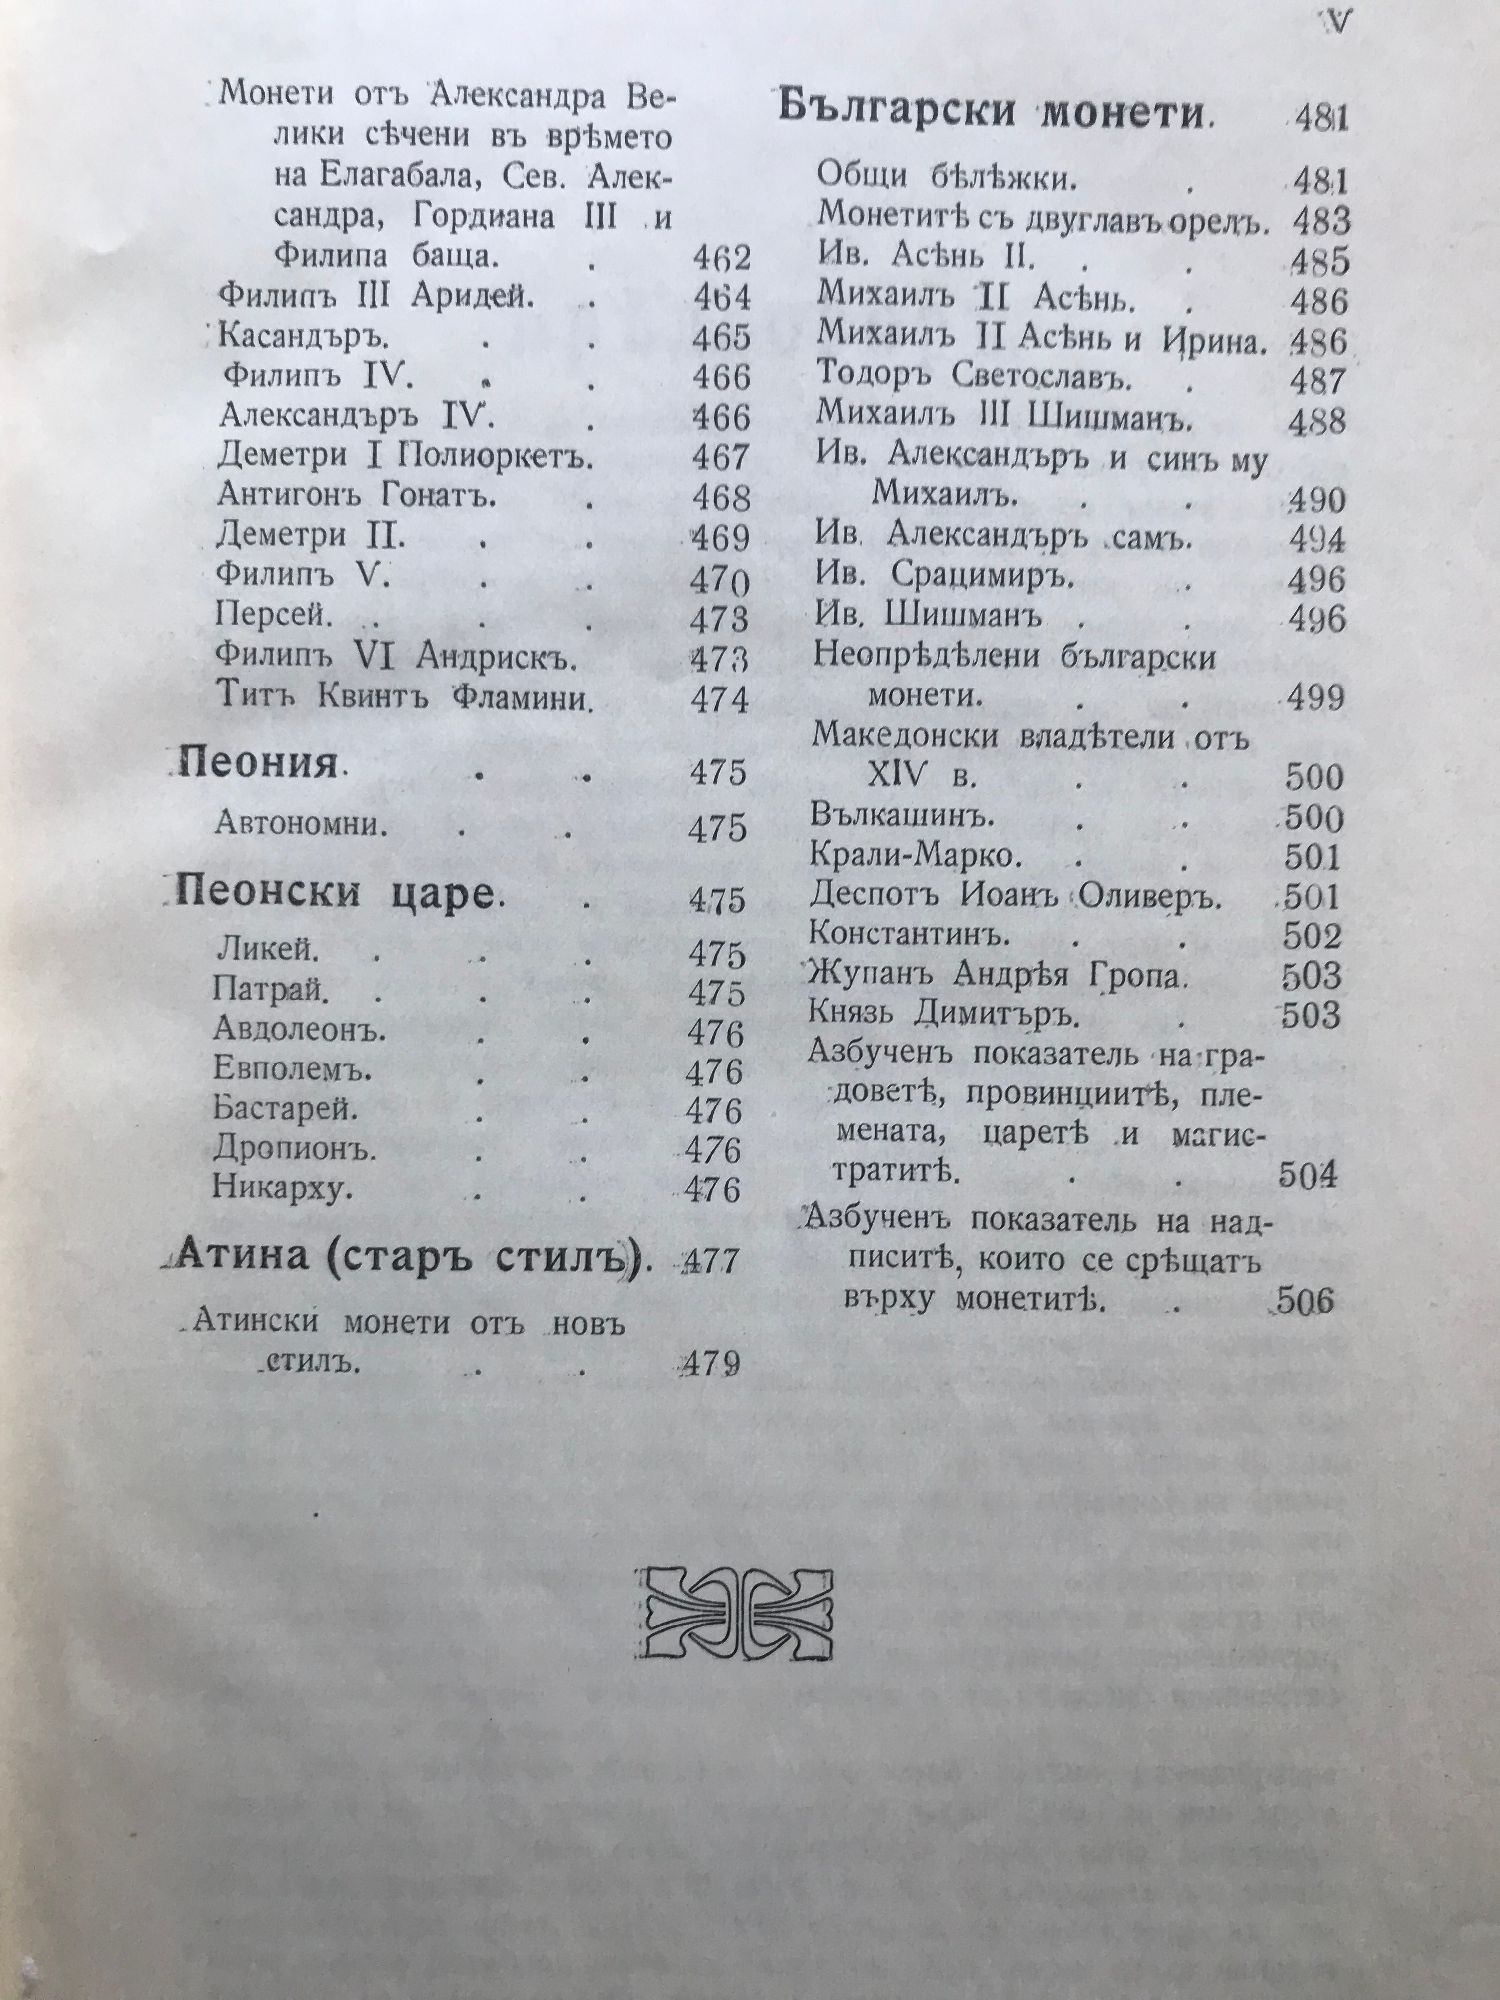 V
Монети отъ Александра Ве-
лики сѣчени въ врѣмето
на Елагабала, Сев. Алек-
сандра, Гордиана III и
Филипа баща. . 462
Филипъ III Аридей. . 464
Касандъръ. . . 465
Филипъ IV. . . 466
Александъръ IV. . 466
Деметри I Полиоркетъ. 467
Антигонъ Гонатъ. . 468
Деметри II. . . 469
Филипъ V. . . 470
Персей. . . . 473
Филипъ VI Андрискъ. 473
Титъ Квинтъ Фламини. 474
Пеония. . . 475
Автономни. . . 475
Пеонски царе. . 475
Ликей. . . . 475
Патрай. . . . 475
Авдолеонъ. . . 476
Евполемъ. . . 476
Бастарей. . . 476
Дропионъ. . . 476
Никарху. . . 476
Атина (старъ стилъ). 477
Атински монети отъ новъ
стилъ. . . 479
Български монети. 481
Общи бѣлѣжки. . 481
Монетитѣ съ двуглавъ орелъ. 483
Ив. Асѣнь II. . . 485
Михаилъ II Асѣнь. . 486
Михаилъ II Асѣнь и Ирина. 486
Тодоръ Светославъ. . 487
Михаилъ III Шишманъ. 488
Ив. Александъръ и синъ му
Михаилъ. . . 490
Ив. Александъръ самъ. 494
Ив. Срацимиръ. . 496
Ив. Шишманъ . . 496
Неопрѣдѣлени български
монети. . . 499
Македонски владѣтели отъ
XIV в. . . 500
Вълкашинъ. . . 500
Крали-Марко. . . 501
Деспотъ Иоанъ Оливеръ. 501
Константинъ. . . 502
Жупанъ Андрѣя Гропа. 503
Князь Димитъръ. . 503
Азбученъ показатель на гра-
доветѣ, провинциитѣ, пле-
мената, царетѣ и магис-
тратитѣ. . . 504
Азбученъ показатель на над-
писитѣ, които се срѣщатъ
върху монетитѣ. . 506